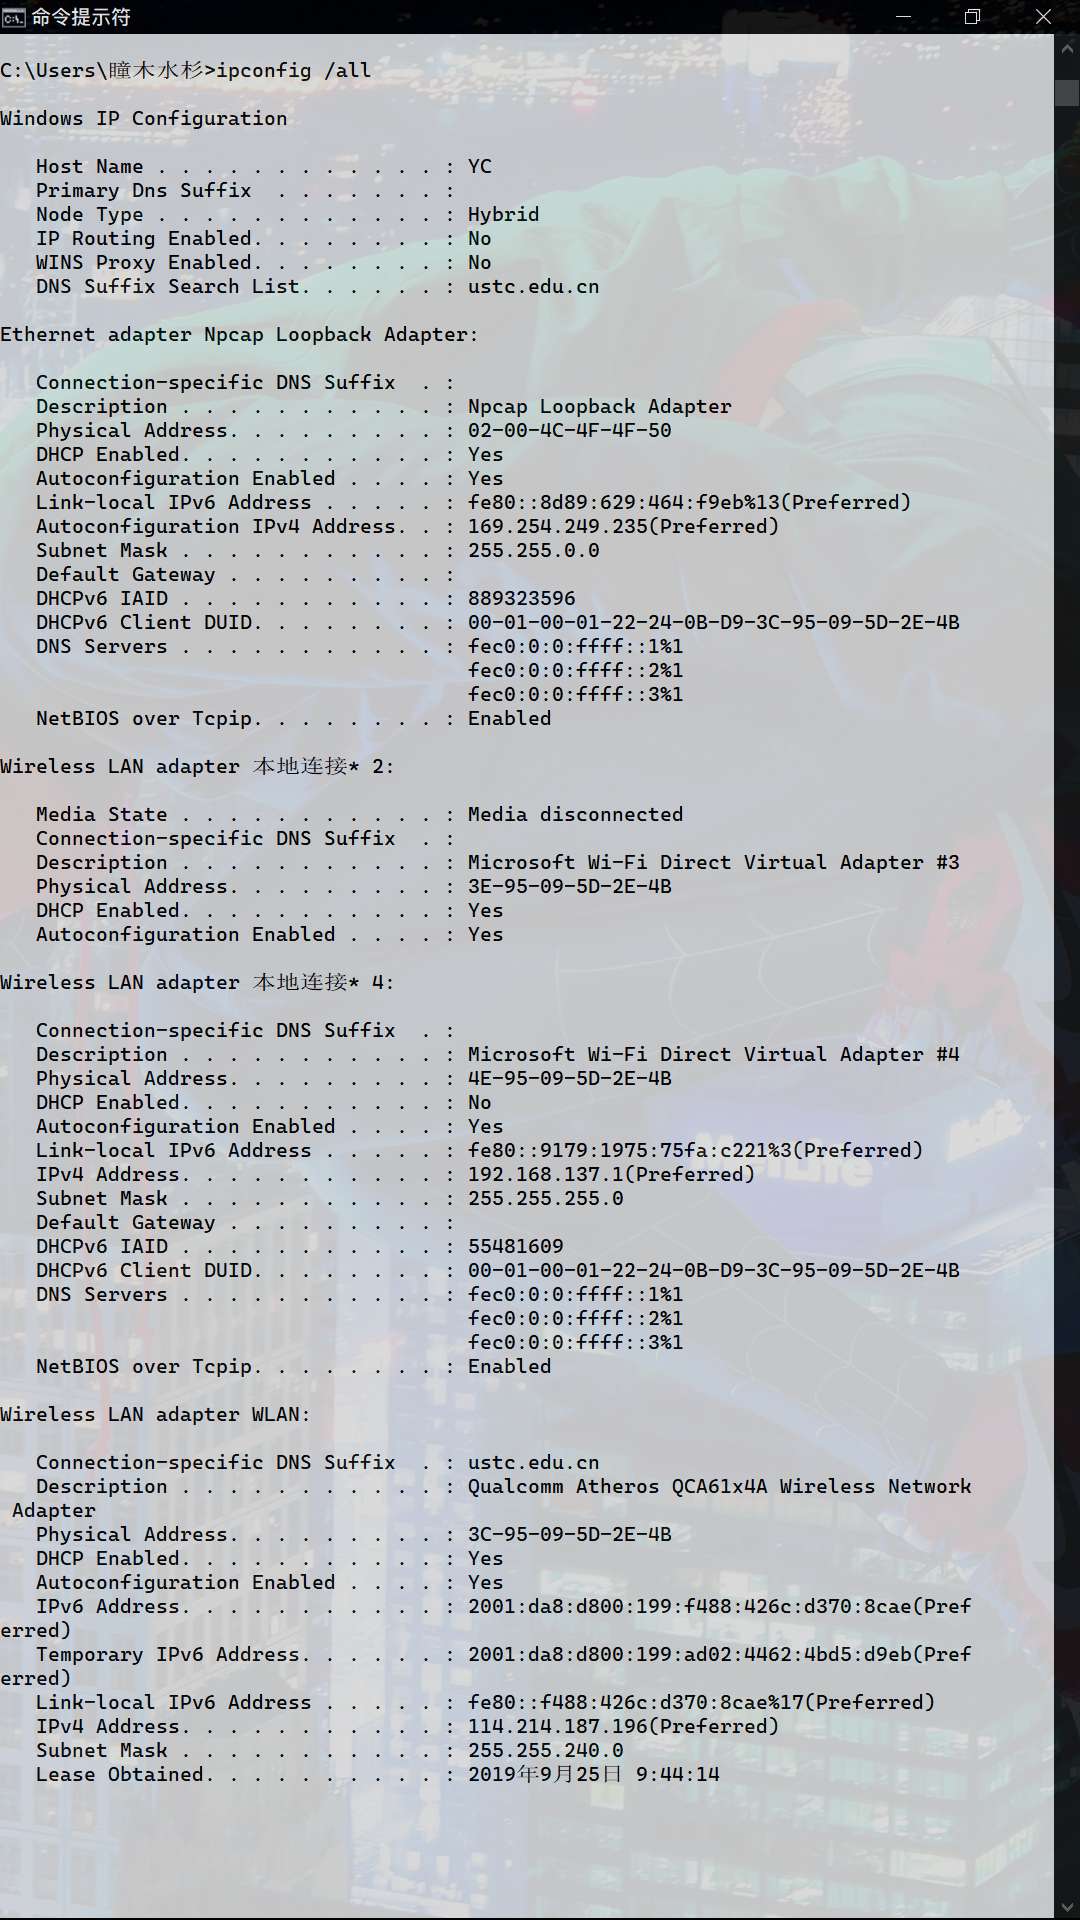 命令提示符
C:\Users\瞳木水杉>ipconfig /all
Windows IP Configuration
Host Name . . . . . . . . . . . . : YC
Primary Dns Suffix  . . . . . . . :
Node Type . . . . . . . . . . . . : Hybrid
IP Routing Enabled. . . . . . . . : No
WINS Proxy Enabled. . . . . . . . : No
DNS Suffix Search List. . . . . . : ustc.edu.cn
Ethernet adapter Npcap Loopback Adapter:
Connection-specific DNS Suffix  . :
Description . . . . . . . . . . . : Npcap Loopback Adapter
Physical Address. . . . . . . . . : 02-00-4C-4F-4F-50
DHCP Enabled. . . . . . . . . . . : Yes
Autoconfiguration Enabled . . . . : Yes
Link-local IPv6 Address . . . . . : fe80::8d89:629:464:f9eb%13(Preferred)
Autoconfiguration IPv4 Address. . : 169.254.249.235(Preferred)
Subnet Mask . . . . . . . . . . . : 255.255.0.0
Default Gateway . . . . . . . . . :
DHCPv6 IAID . . . . . . . . . . . : 889323596
DHCPv6 Client DUID. . . . . . . . : 00-01-00-01-22-24-0B-D9-3C-95-09-5D-2E-4B
DNS Servers . . . . . . . . . . . : fec0:0:0:ffff::1%1
fec0:0:0:ffff::2%1
fec0:0:0:ffff::3%1
NetBIOS over Tcpip. . . . . . . . : Enabled
Wireless LAN adapter 本地连接* 2:
Media State . . . . . . . . . . . : Media disconnected
Connection-specific DNS Suffix  . :
Description . . . . . . . . . . . : Microsoft Wi-Fi Direct Virtual Adapter #3
Physical Address. . . . . . . . . : 3E-95-09-5D-2E-4B
DHCP Enabled. . . . . . . . . . . : Yes
Autoconfiguration Enabled . . . . : Yes
Wireless LAN adapter 本地连接* 4:
Connection-specific DNS Suffix  . :
Description . . . . . . . . . . . : Microsoft Wi-Fi Direct Virtual Adapter #4
Physical Address. . . . . . . . . : 4E-95-09-5D-2E-4B
DHCP Enabled. . . . . . . . . . . : No
Autoconfiguration Enabled . . . . : Yes
Link-local IPv6 Address . . . . . : fe80::9179:1975:75fa:c221%3(Preferred)
IPv4 Address. . . . . . . . . . . : 192.168.137.1(Preferred)
Subnet Mask . . . . . . . . . . . : 255.255.255.0
Default Gateway . . . . . . . . . :
DHCPv6 IAID . . . . . . . . . . . : 55481609
DHCPv6 Client DUID. . . . . . . . : 00-01-00-01-22-24-0B-D9-3C-95-09-5D-2E-4B
DNS Servers . . . . . . . . . . . : fec0:0:0:ffff::1%1
fec0:0:0:ffff::2%1
fec0:0:0:ffff::3%1
NetBIOS over Tcpip. . . . . . . . : Enabled
Wireless LAN adapter WLAN:
Connection-specific DNS Suffix  . : ustc.edu.cn
Description . . . . . . . . . . . : Qualcomm Atheros QCA61x4A Wireless Network
Adapter
Physical Address. . . . . . . . . : 3C-95-09-5D-2E-4B
DHCP Enabled. . . . . . . . . . . : Yes
Autoconfiguration Enabled . . . . : Yes
IPv6 Address. . . . . . . . . . . : 2001:da8:d800:199:f488:426c:d370:8cae(Pref
erred)
Temporary IPv6 Address. . . . . . : 2001:da8:d800:199:ad02:4462:4bd5:d9eb(Pref
erred)
Link-local IPv6 Address . . . . . : fe80::f488:426c:d370:8cae%17(Preferred)
IPv4 Address. . . . . . . . . . . : 114.214.187.196(Preferred)
Subnet Mask . . . . . . . . . . . : 255.255.240.0
Lease Obtained. . . . . . . . . . : 2019年9月25日 9:44:14
MetLife